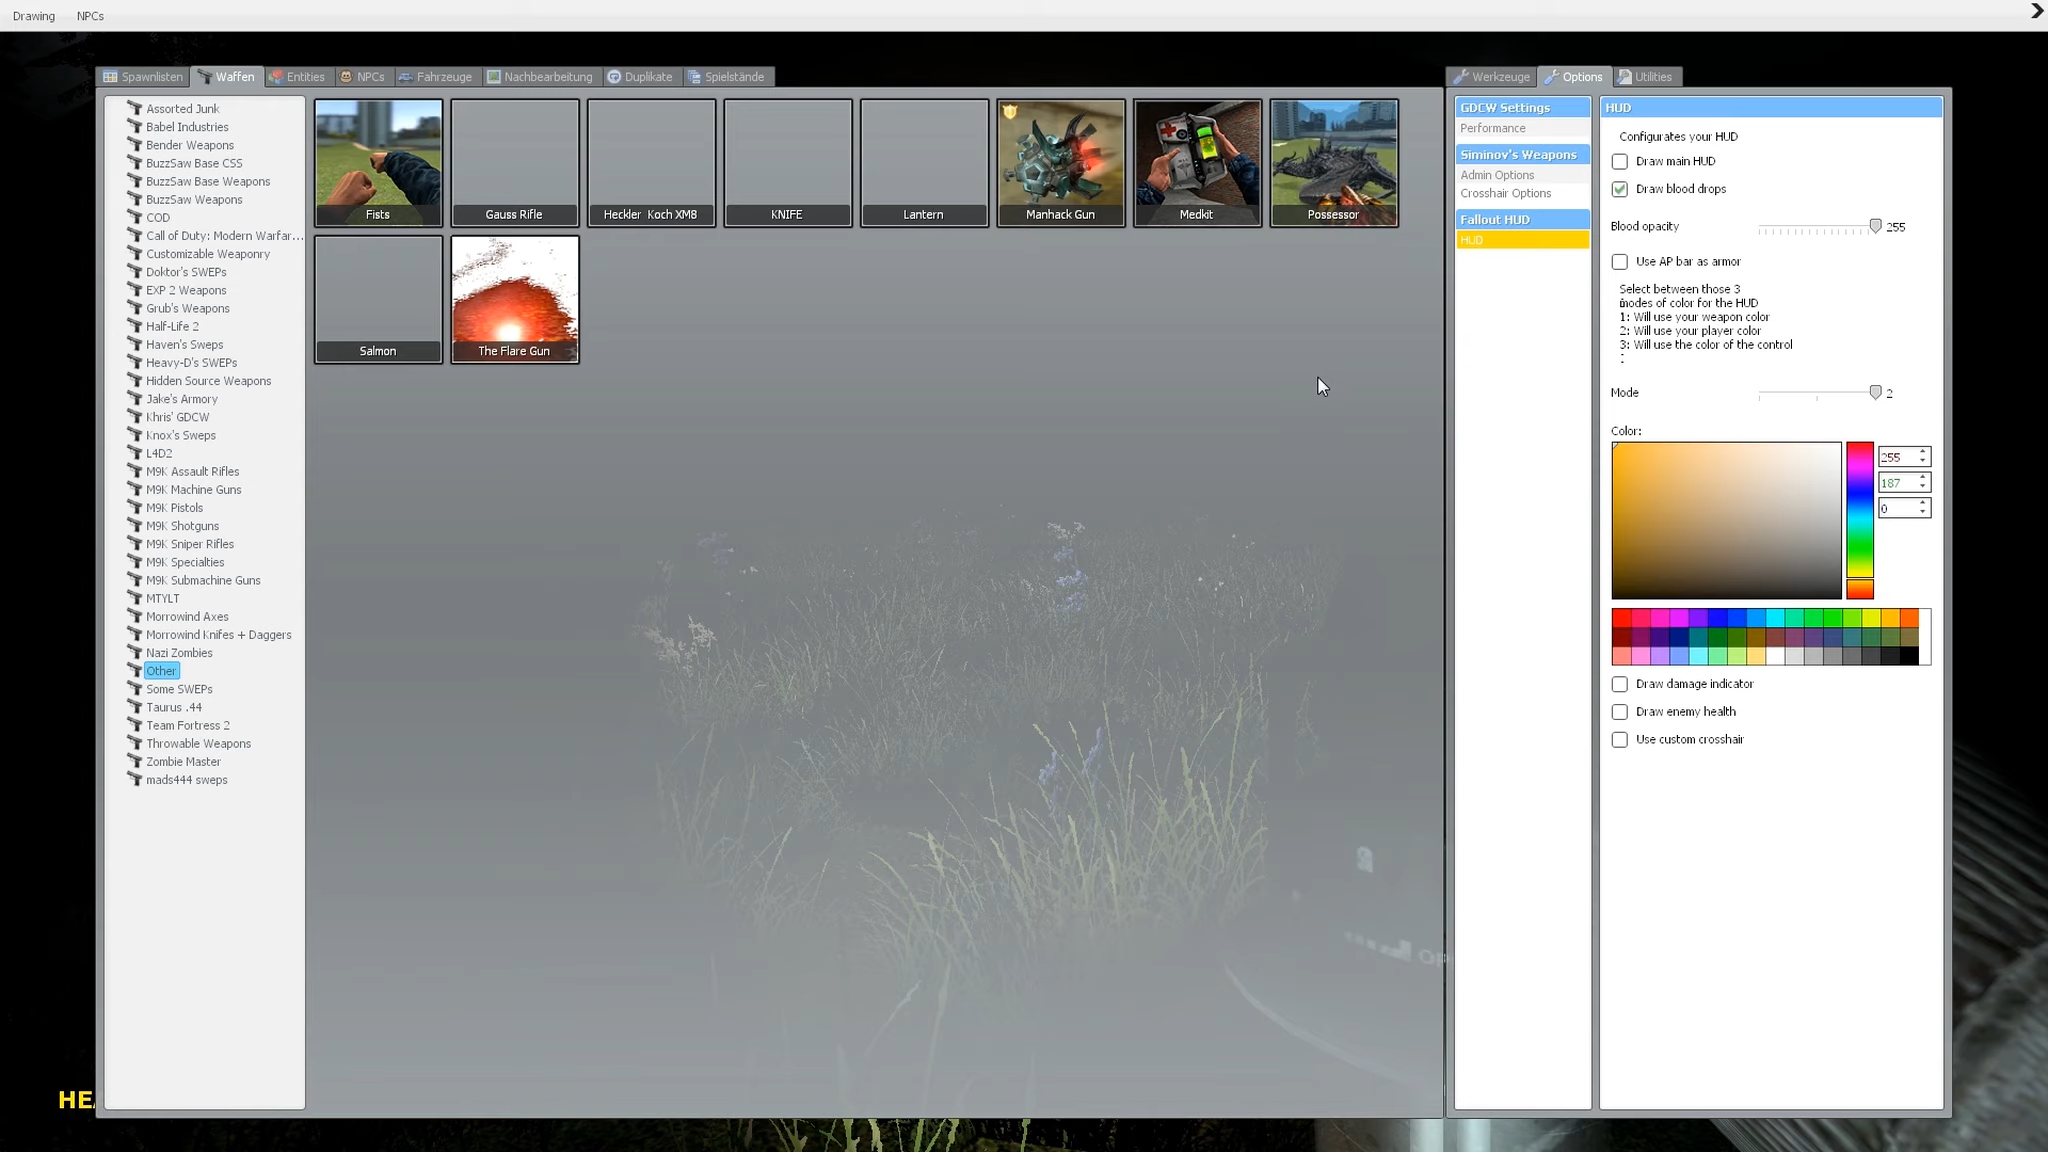 Drawing NPCs
Spawnlisten Waffen Entities NPCs Fahrzeuge Nachbearbeitung Duplikate Spielstände
Werkzeuge Options Utilities
Assorted Junk
Babel Industries
Bender Weapons
BuzzSaw Base CSS
BuzzSaw Base Weapons
BuzzSaw Weapons
COD
Call of Duty: Modern Warfar...
Customizable Weaponry
Doktor's SWEPs
EXP 2 Weapons
Grub's Weapons
Half-Life 2
Haven's Sweps
Heavy-D's SWEPs
Hidden Source Weapons
Jake's Armory
Khris' GDCW
Knox's Sweps
L4D2
M9K Assault Rifles
M9K Machine Guns
M9K Pistols
M9K Shotguns
M9K Sniper Rifles
M9K Specialties
M9K Submachine Guns
MTYLT
Morrowind Axes
Morrowind Knifes + Daggers
Nazi Zombies
Other
Some SWEPs
Taurus .44
Team Fortress 2
Throwable Weapons
Zombie Master
mads444 sweps
Fists Gauss Rifle Heckler Koch XM8 KNIFE Lantern Manhack Gun Medkit Possessor
Salmon The Flare Gun
GDCW Settings
Performance
Siminov's Weapons
Admin Options
Crosshair Options
Fallout HUD
HUD
HUD
Configurates your HUD
Draw main HUD
Draw blood drops
Blood opacity 255
Use AP bar as armor
Select between those 3
modes of color for the HUD
1: Will use your weapon color
2: Will use your player color
3: Will use the color of the control
Mode 2
Color:
255
187
0
Draw damage indicator
Draw enemy health
Use custom crosshair